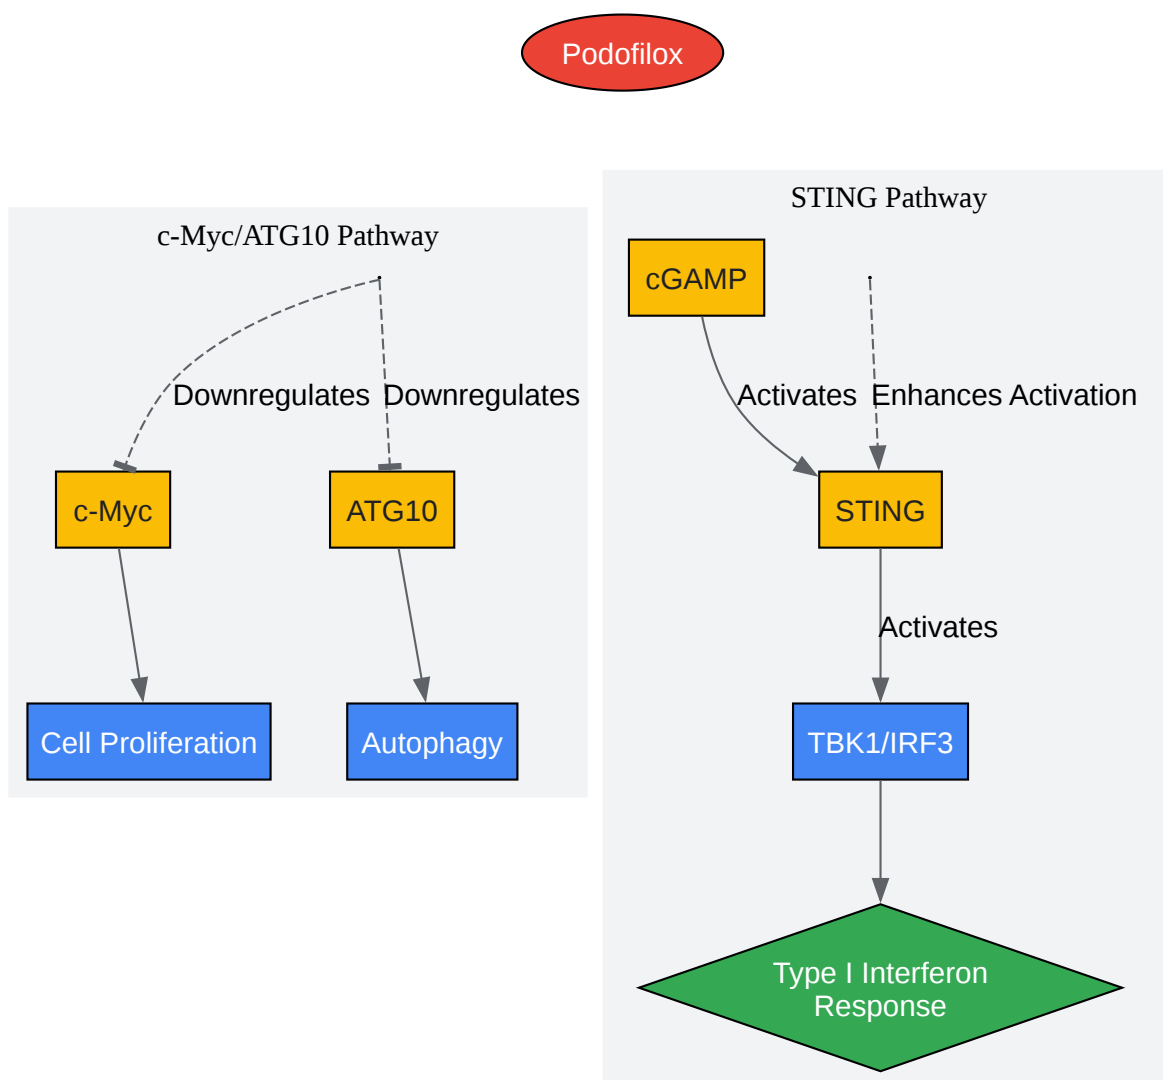 Podofilox
c-Myc/ATG10 Pathway
Downregulates
Downregulates
c-Myc
ATG10
Cell Proliferation
Autophagy
STING Pathway
cGAMP
Activates
Enhances Activation
STING
Activates
TBK1/IRF3
Type I Interferon
Response